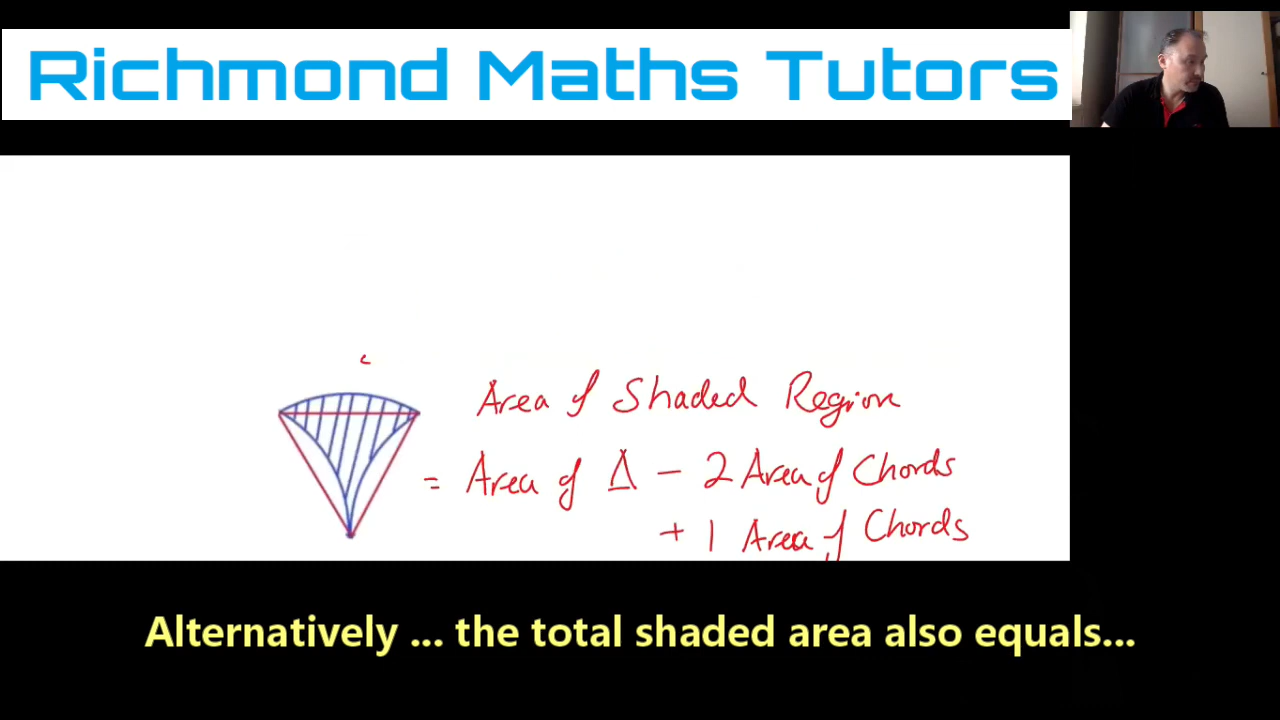 Richmond Maths Tutors
Area of Shaded Region
= Area of Δ - 2 Area of Chords
+ 1 Area of Chords
Alternatively ... the total shaded area also equals...